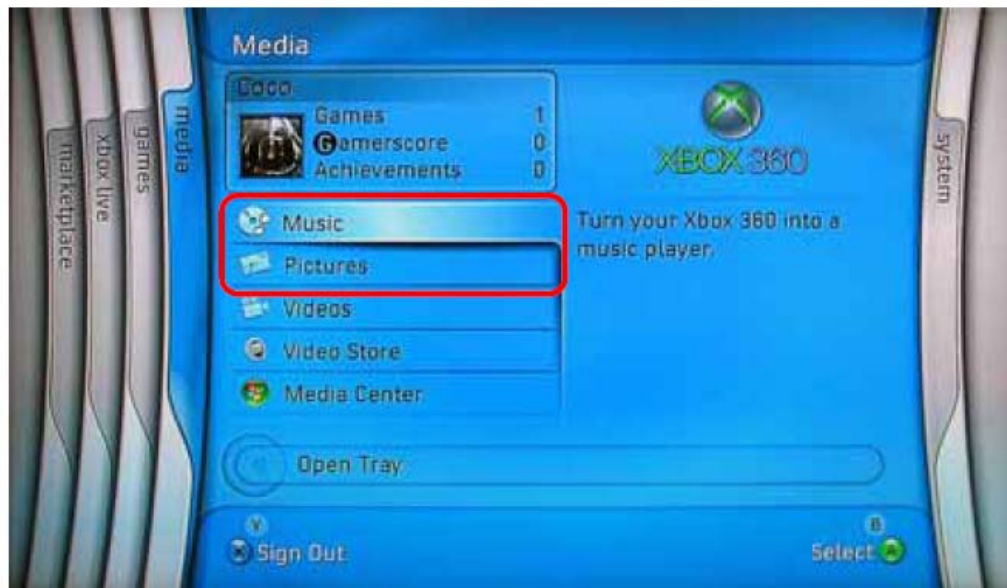 marketplace
xbox live
games
media
Media
Coco
Games 1
Gamerscore 0
Achievements 0
Music
Pictures
Videos
Video Store
Media Center
Open Tray
XBOX 360
Turn your Xbox 360 into a
music player.
system
Y
X Sign Out
B
Select A